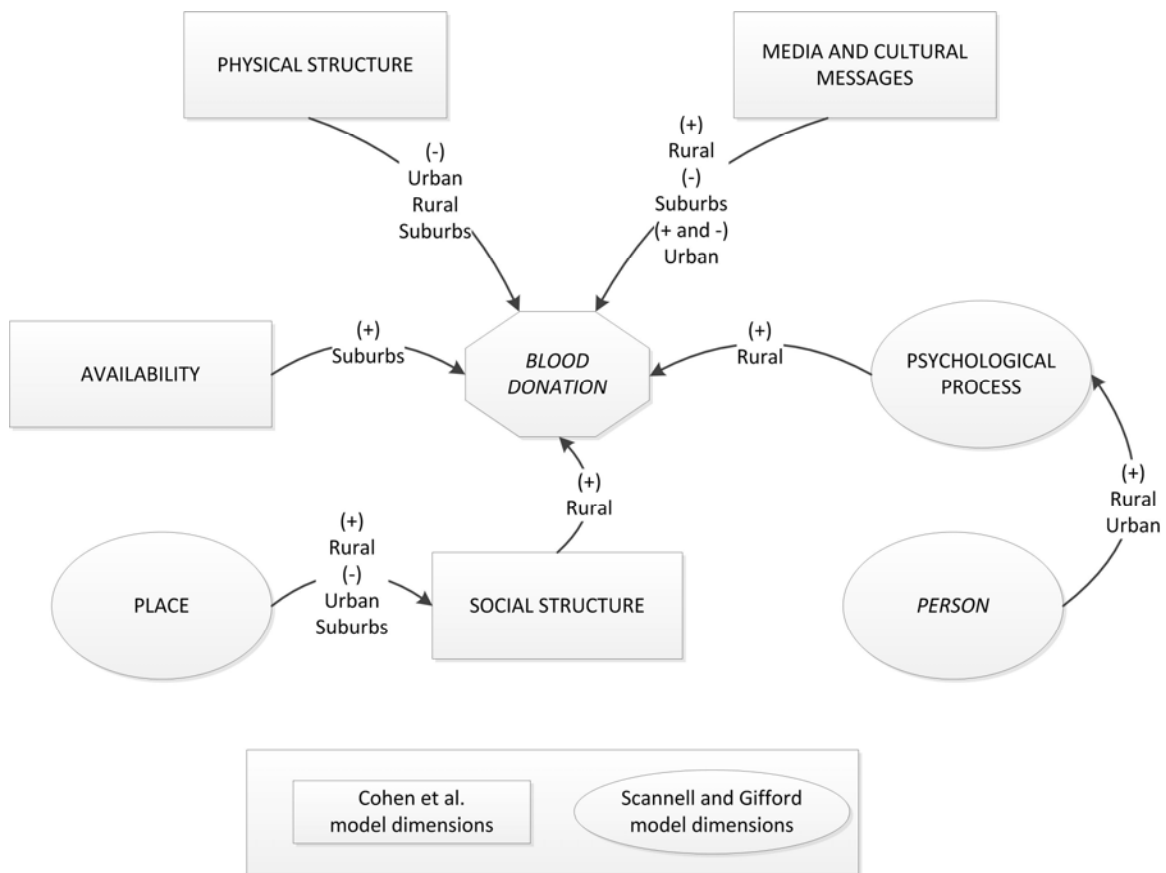 PHYSICAL STRUCTURE
MEDIA AND CULTURAL
MESSAGES
(-)
Urban
Rural
Suburbs
(+)
Rural
(-)
Suburbs
(+ and -)
Urban
AVAILABILITY
(+)
Suburbs
BLOOD
DONATION
(+)
Rural
PSYCHOLOGICAL
PROCESS
(+)
Rural
(+)
Rural
Urban
PLACE
(+)
Rural
(-)
Urban
Suburbs
SOCIAL STRUCTURE
PERSON
Cohen et al.
model dimensions
Scannell and Gifford
model dimensions